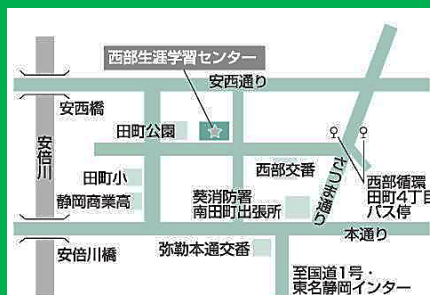 西部生涯学習センター
安西通り
安西橋
田町公園
安倍川
西部交番
さつま通り
西部循環
田町4丁目
バス停
田町小
静岡商業高
葵消防署
南田町出張所
本通り
安倍川橋
弥勒本通交番
至国道1号・
東名静岡インター